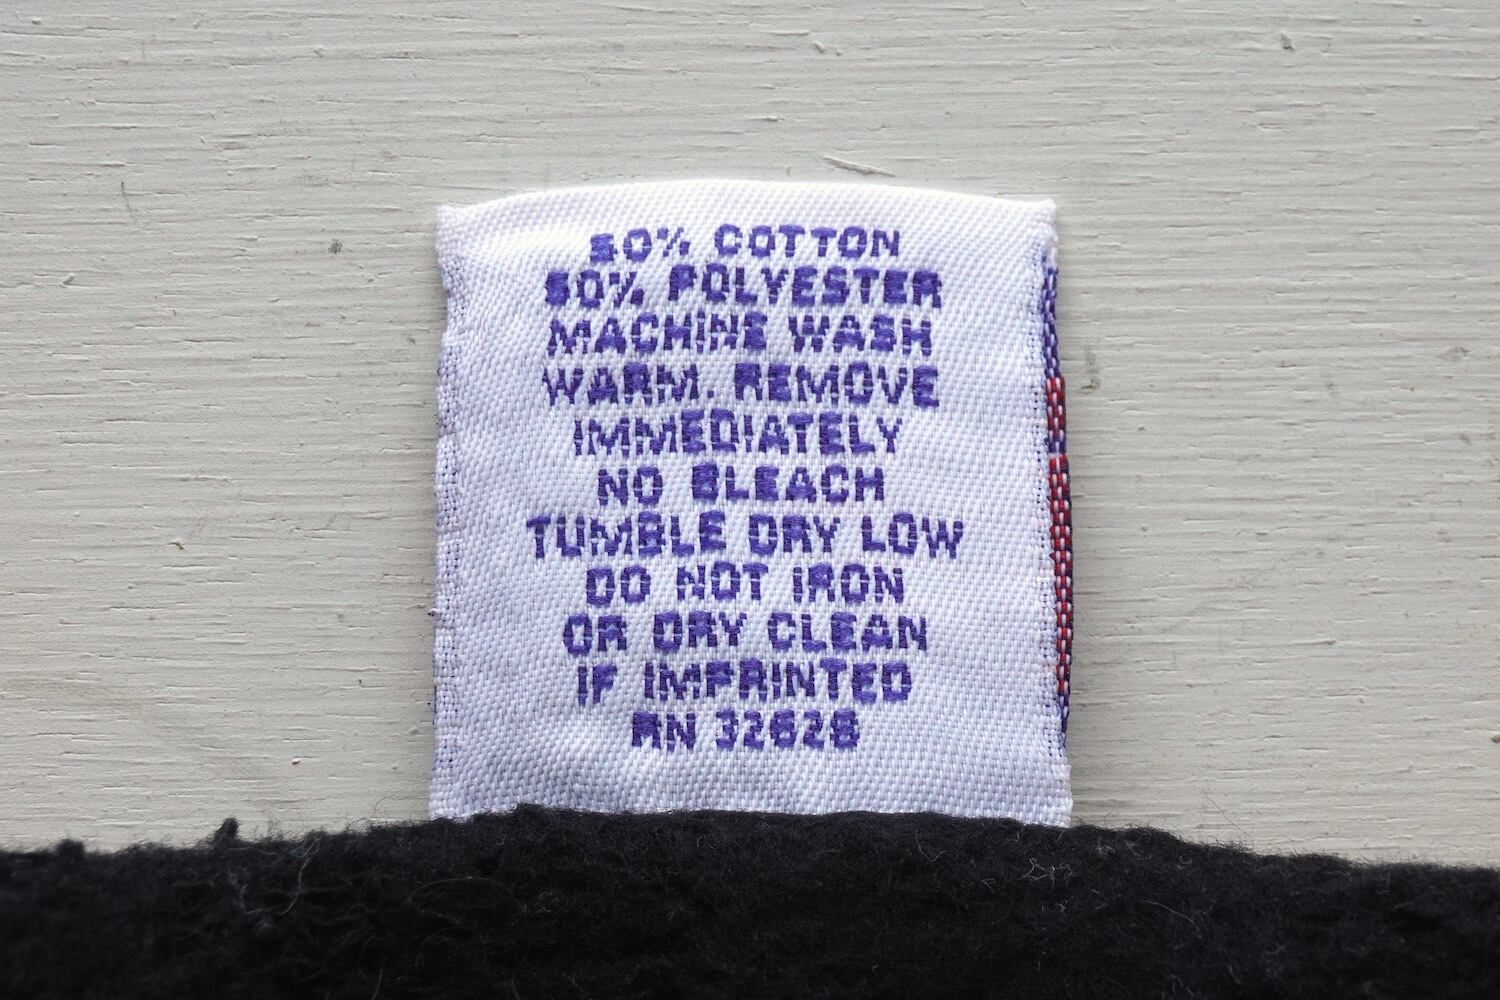 50% COTTON
50% POLYESTER
MACHINE WASH
WARM. REMOVE
IMMEDIATELY
NO BLEACH
TUMBLE DRY LOW
DO NOT IRON
OR DRY CLEAN
IF IMPRINTED
RN